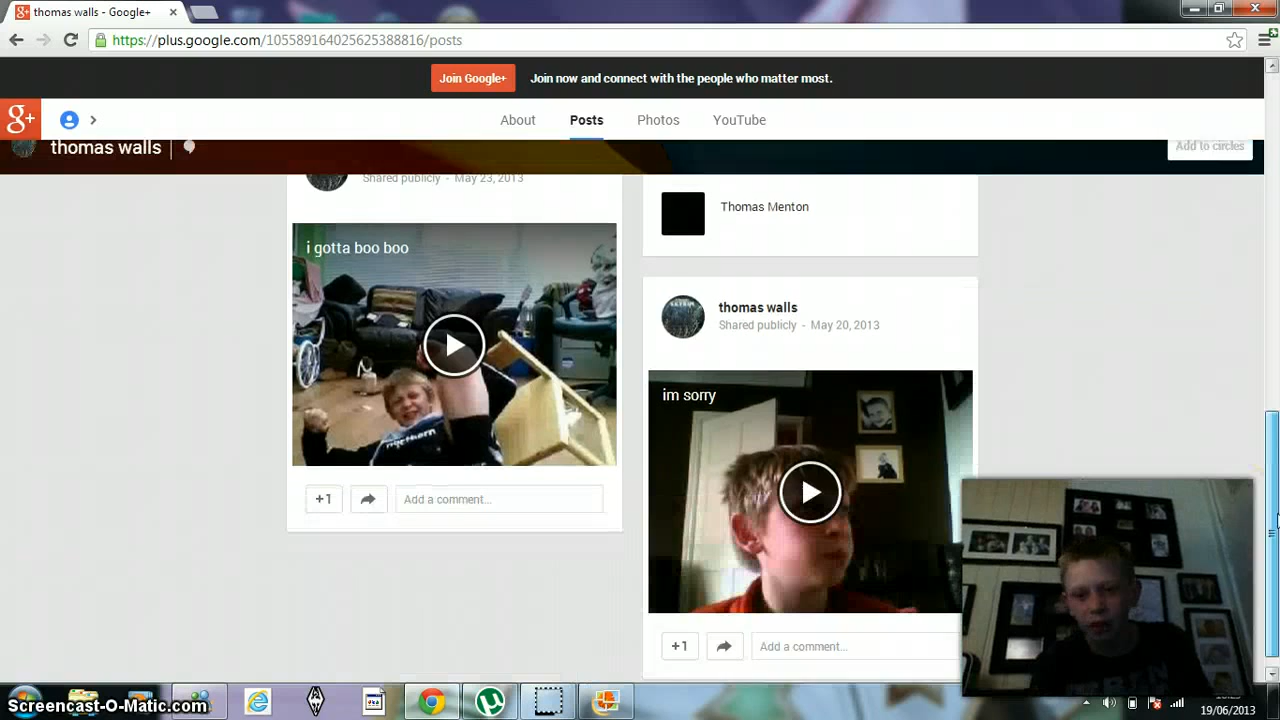 thomas walls - Google+
https://plus.google.com/105589164025625388816/posts
Join Google+ Join now and connect with the people who matter most.
g+ About Posts Photos YouTube
thomas walls
Add to circles
Shared publicly - May 23, 2013
i gotta boo boo
+1 Add a comment...
Thomas Menton
thomas walls
Shared publicly - May 20, 2013
im sorry
+1 Add a comment...
Screencast-O-Matic.com
19/06/2013